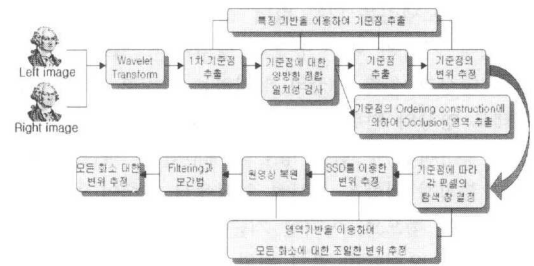 특징 기반을 이용하여 기준점 추출
Left image
Right image
Wavelet
Transform
1차 기준점
추출
기준점에 대한
양방향 정합
일치성 검사
기준점
추출
기준점의
변위 추정
기준점의 Ordering construction에
의하여 Occlusion 영역 추출
모든 화소 대한
변위 추정
Filtering과
보간법
원영상 복원
SSD를 이용한
변위 추정
기준점에 따라
각 픽셀의
탐색 창 결정
영역기반을 이용하여
모든 화소에 대한 조밀한 변위 추정